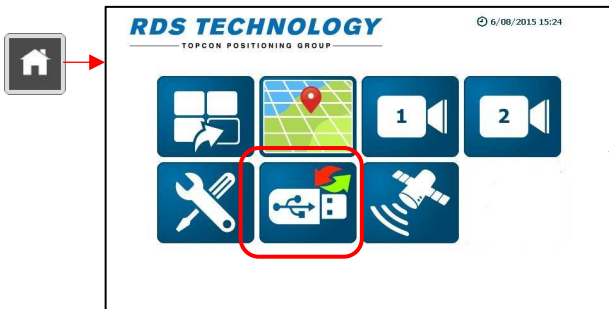 RDS TECHNOLOGY
TOPCON POSITIONING GROUP
6/08/2015 15:24
1
2